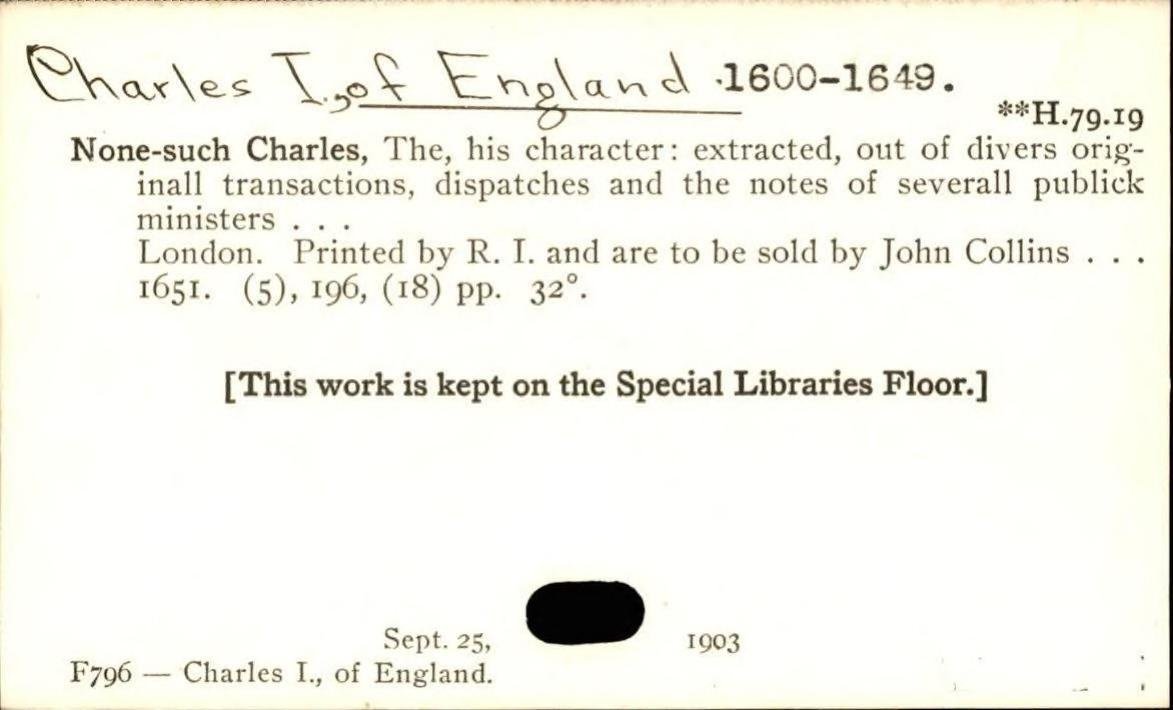 Charles I., of England 1600-1649.
**H.79.19
None-such Charles, The, his character: extracted, out of divers orig-
inall transactions, dispatches and the notes of severall publick
ministers . . .
London. Printed by R. I. and are to be sold by John Collins . . .
1651. (5), 196, (18) pp. 32°.
[This work is kept on the Special Libraries Floor.]
Sept. 25, 1903
F796 — Charles I., of England.